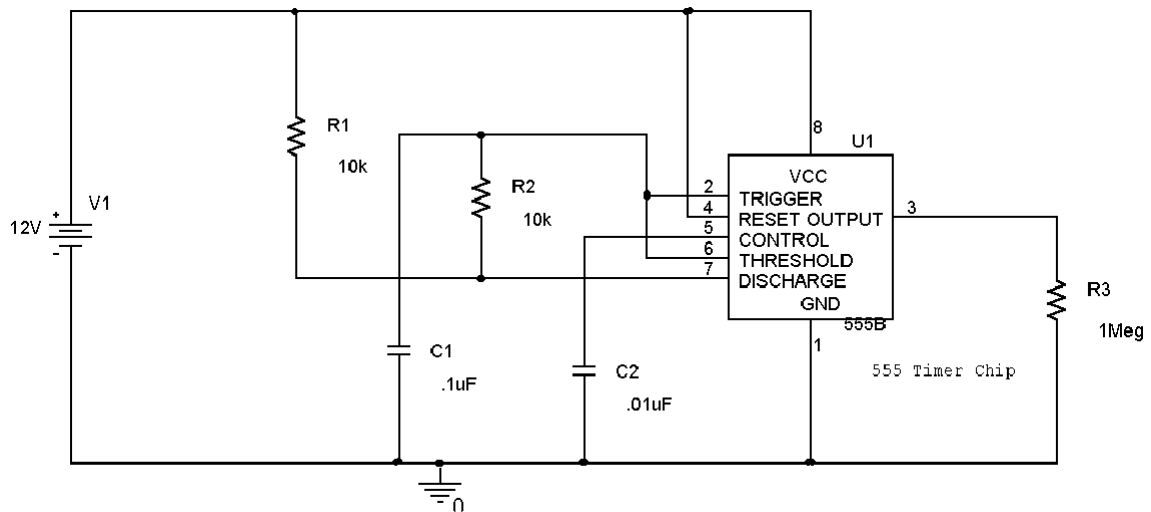 8
U1
R1
10k
R2
10k
VCC
2
TRIGGER
4
RESET OUTPUT
3
5
CONTROL
6
THRESHOLD
7
DISCHARGE
GND
555B
1
V1
+
12V
-
R3
1Meg
C1
.1uF
C2
.01uF
555 Timer Chip
0